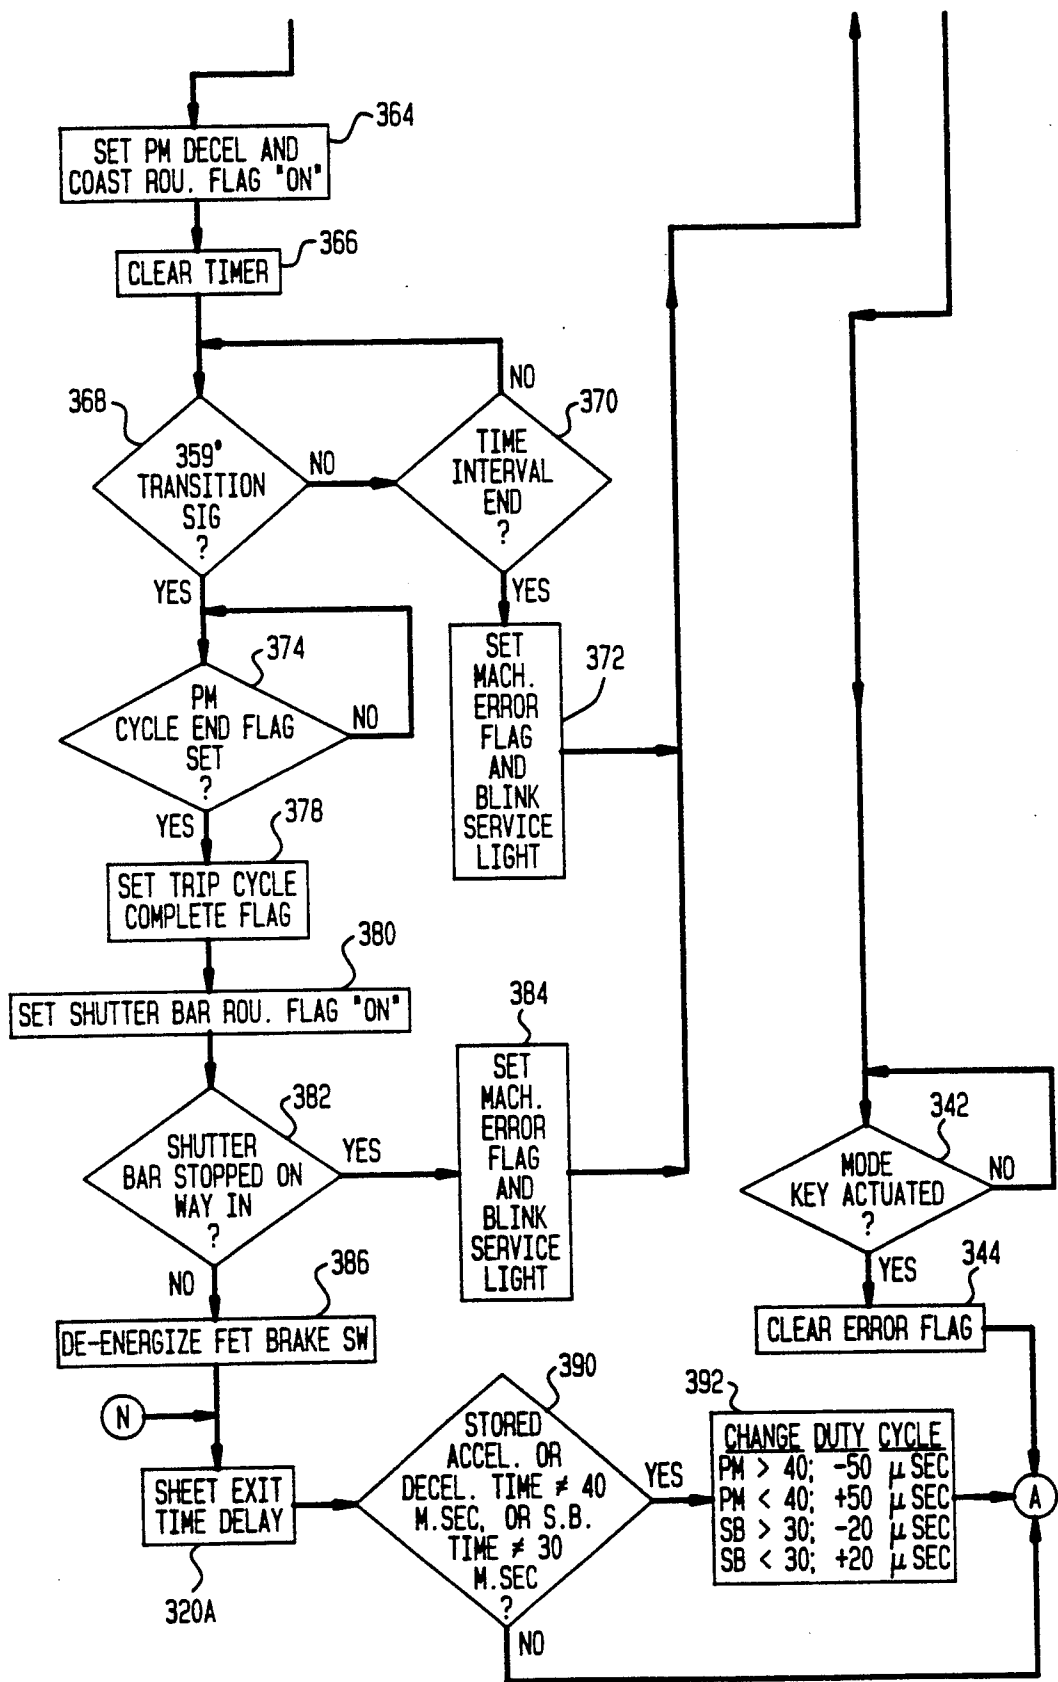 364
SET PM DECEL AND
COAST ROU. FLAG "ON"
366
CLEAR TIMER
368
359°
TRANSITION
SIG
?
NO
YES
370
TIME
INTERVAL
END
?
NO
YES
SET
MACH.
ERROR
FLAG
AND
BLINK
SERVICE
LIGHT
372
374
PM
CYCLE END FLAG
SET
?
NO
YES
378
SET TRIP CYCLE
COMPLETE FLAG
380
SET SHUTTER BAR ROU. FLAG "ON"
382
SHUTTER
BAR STOPPED ON
WAY IN
?
YES
NO
384
SET
MACH.
ERROR
FLAG
AND
BLINK
SERVICE
LIGHT
386
DE-ENERGIZE FET BRAKE SW
N
SHEET EXIT
TIME DELAY
320A
390
STORED
ACCEL. OR
DECEL. TIME ≠ 40
M.SEC, OR S.B.
TIME ≠ 30
M.SEC
?
YES
NO
392
CHANGE DUTY CYCLE
PM > 40; -50 μ SEC
PM < 40; +50 μ SEC
SB > 30; -20 μ SEC
SB < 30; +20 μ SEC
342
MODE
KEY ACTUATED
?
NO
YES
344
CLEAR ERROR FLAG
A